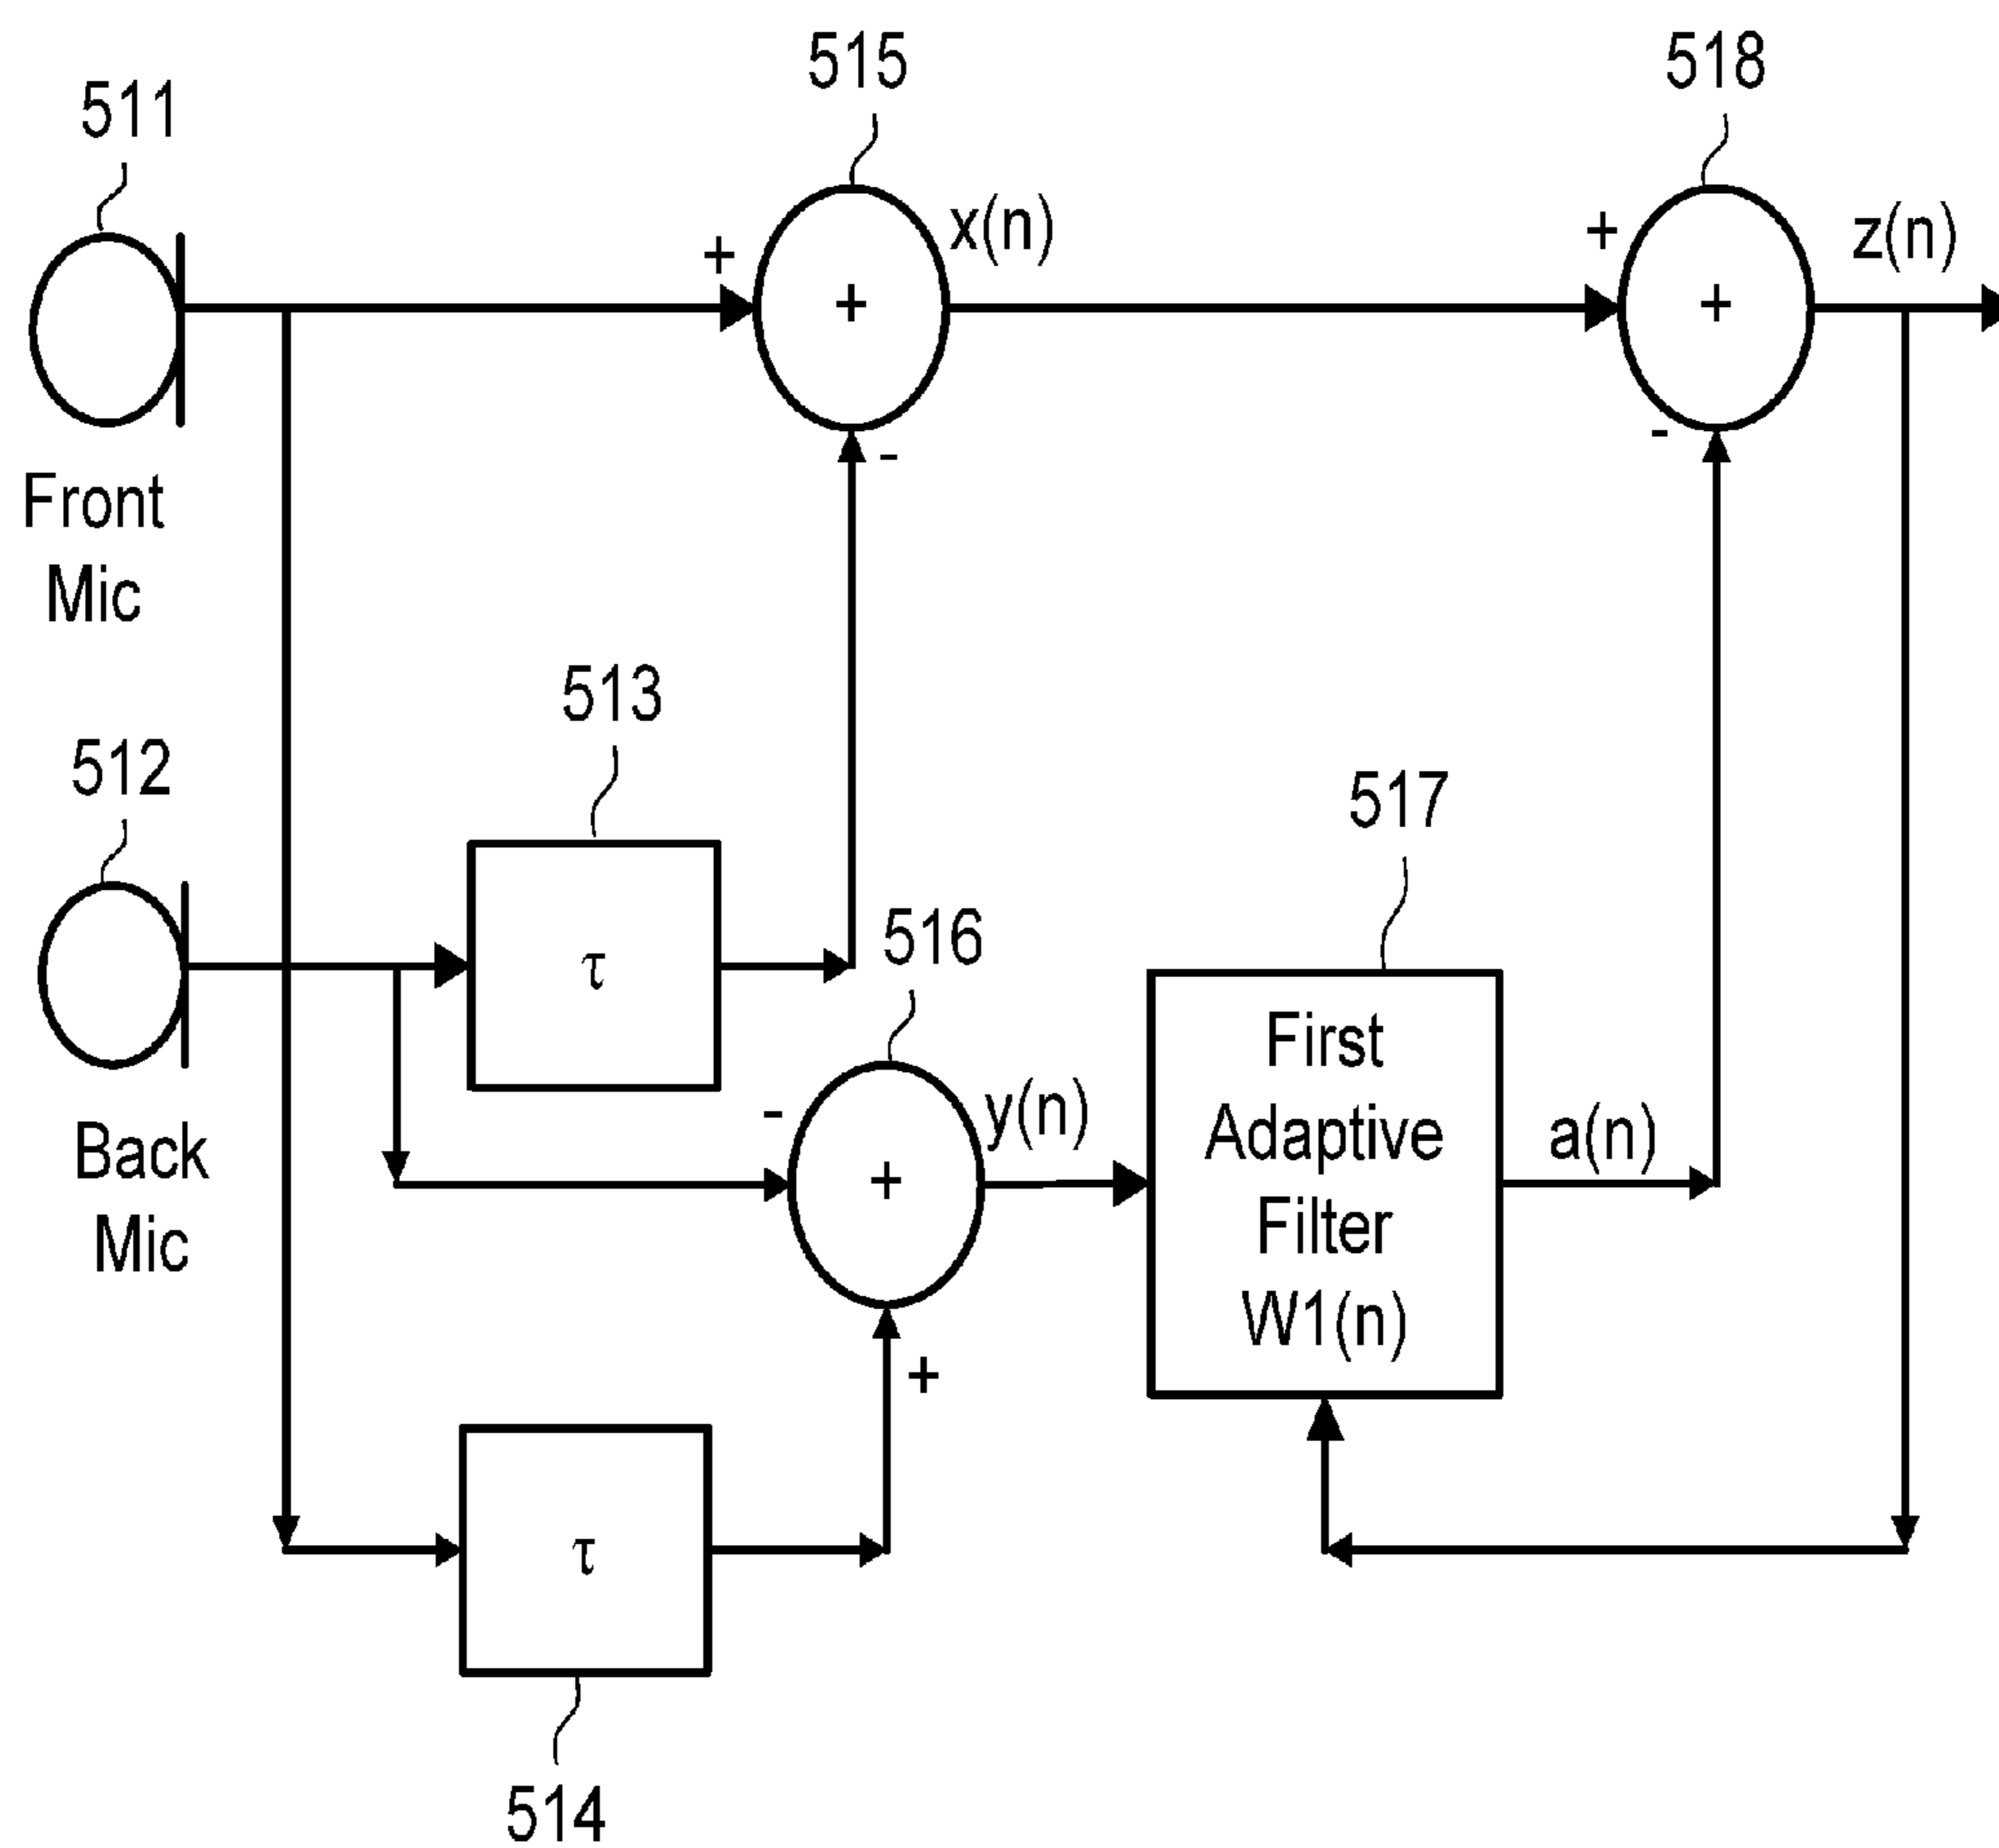 515
518
511
x(n)
z(n)
+
+
+
+
-
-
Front
Mic
513
512
517
516
τ
First
Adaptive
Filter
W1(n)
-
y(n)
a(n)
Back
Mic
+
+
τ
514